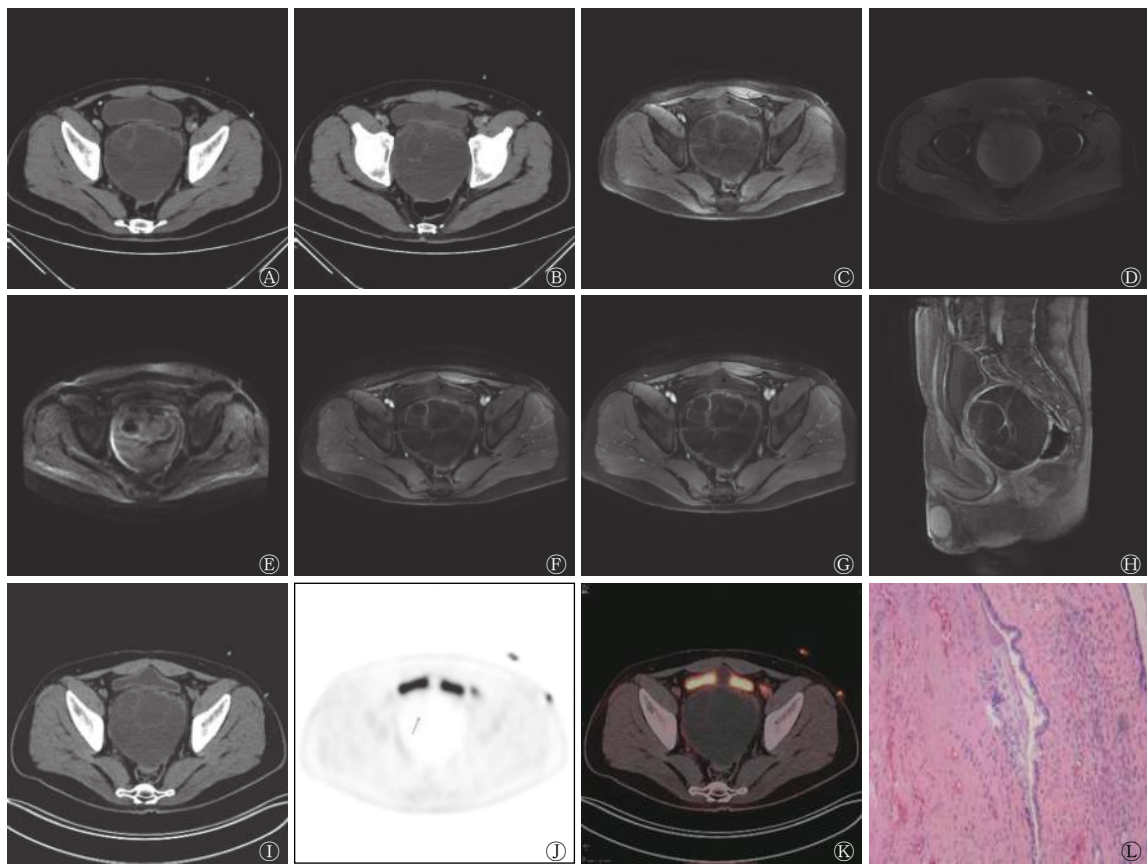 Ⓐ Ⓑ Ⓒ Ⓓ
Ⓔ Ⓕ Ⓖ Ⓗ
Ⓘ Ⓙ Ⓚ Ⓛ